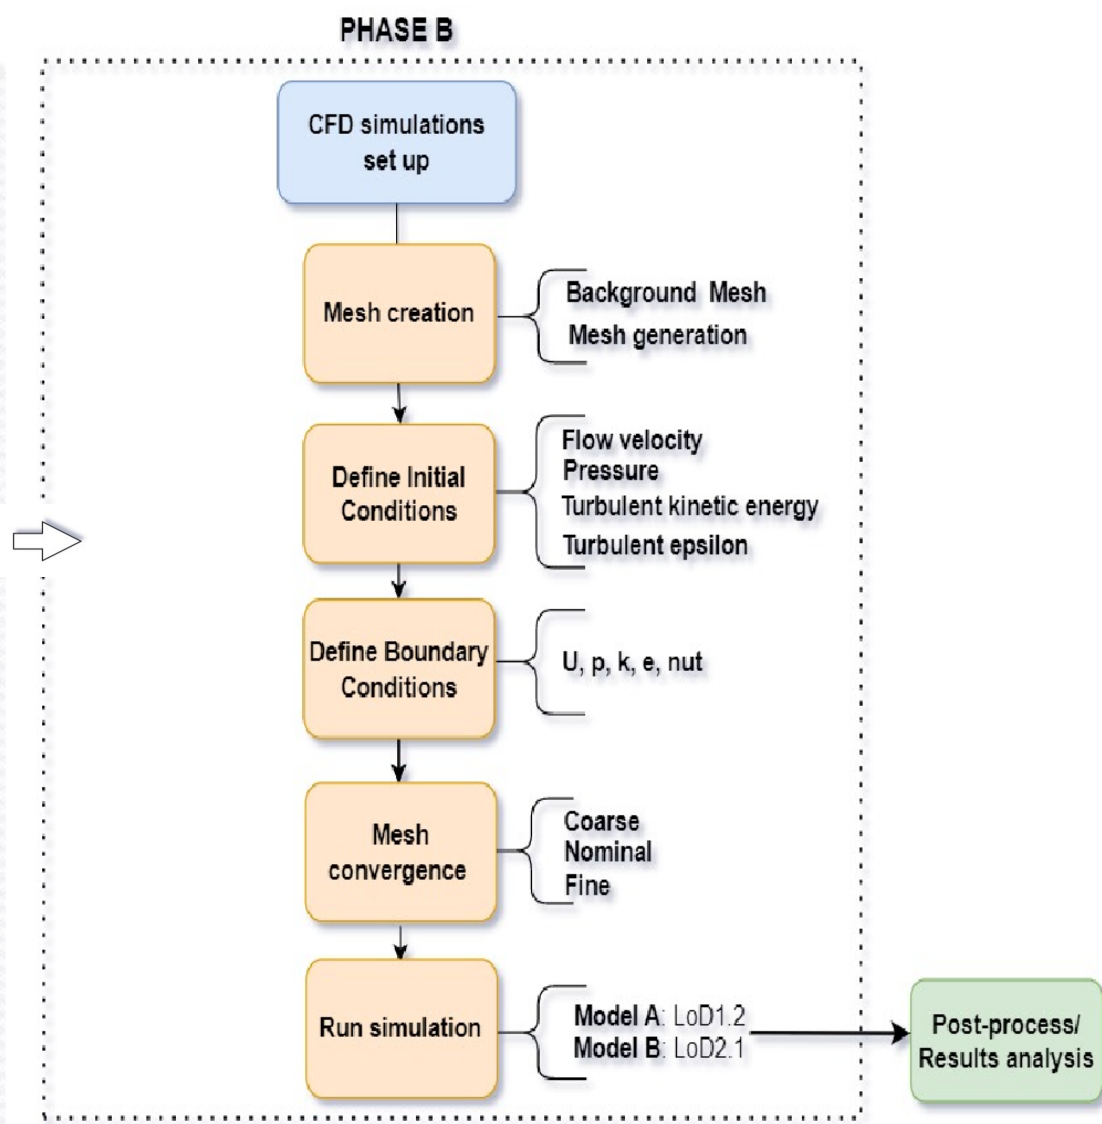 PHASE B
CFD simulations
set up
Mesh creation
Background Mesh
Mesh generation
Define Initial
Conditions
Flow velocity
Pressure
Turbulent kinetic energy
Turbulent epsilon
Define Boundary
Conditions
U, p, k, e, nut
Mesh
convergence
Coarse
Nominal
Fine
Run simulation
Model A: LoD1.2
Model B: LoD2.1
Post-process/
Results analysis